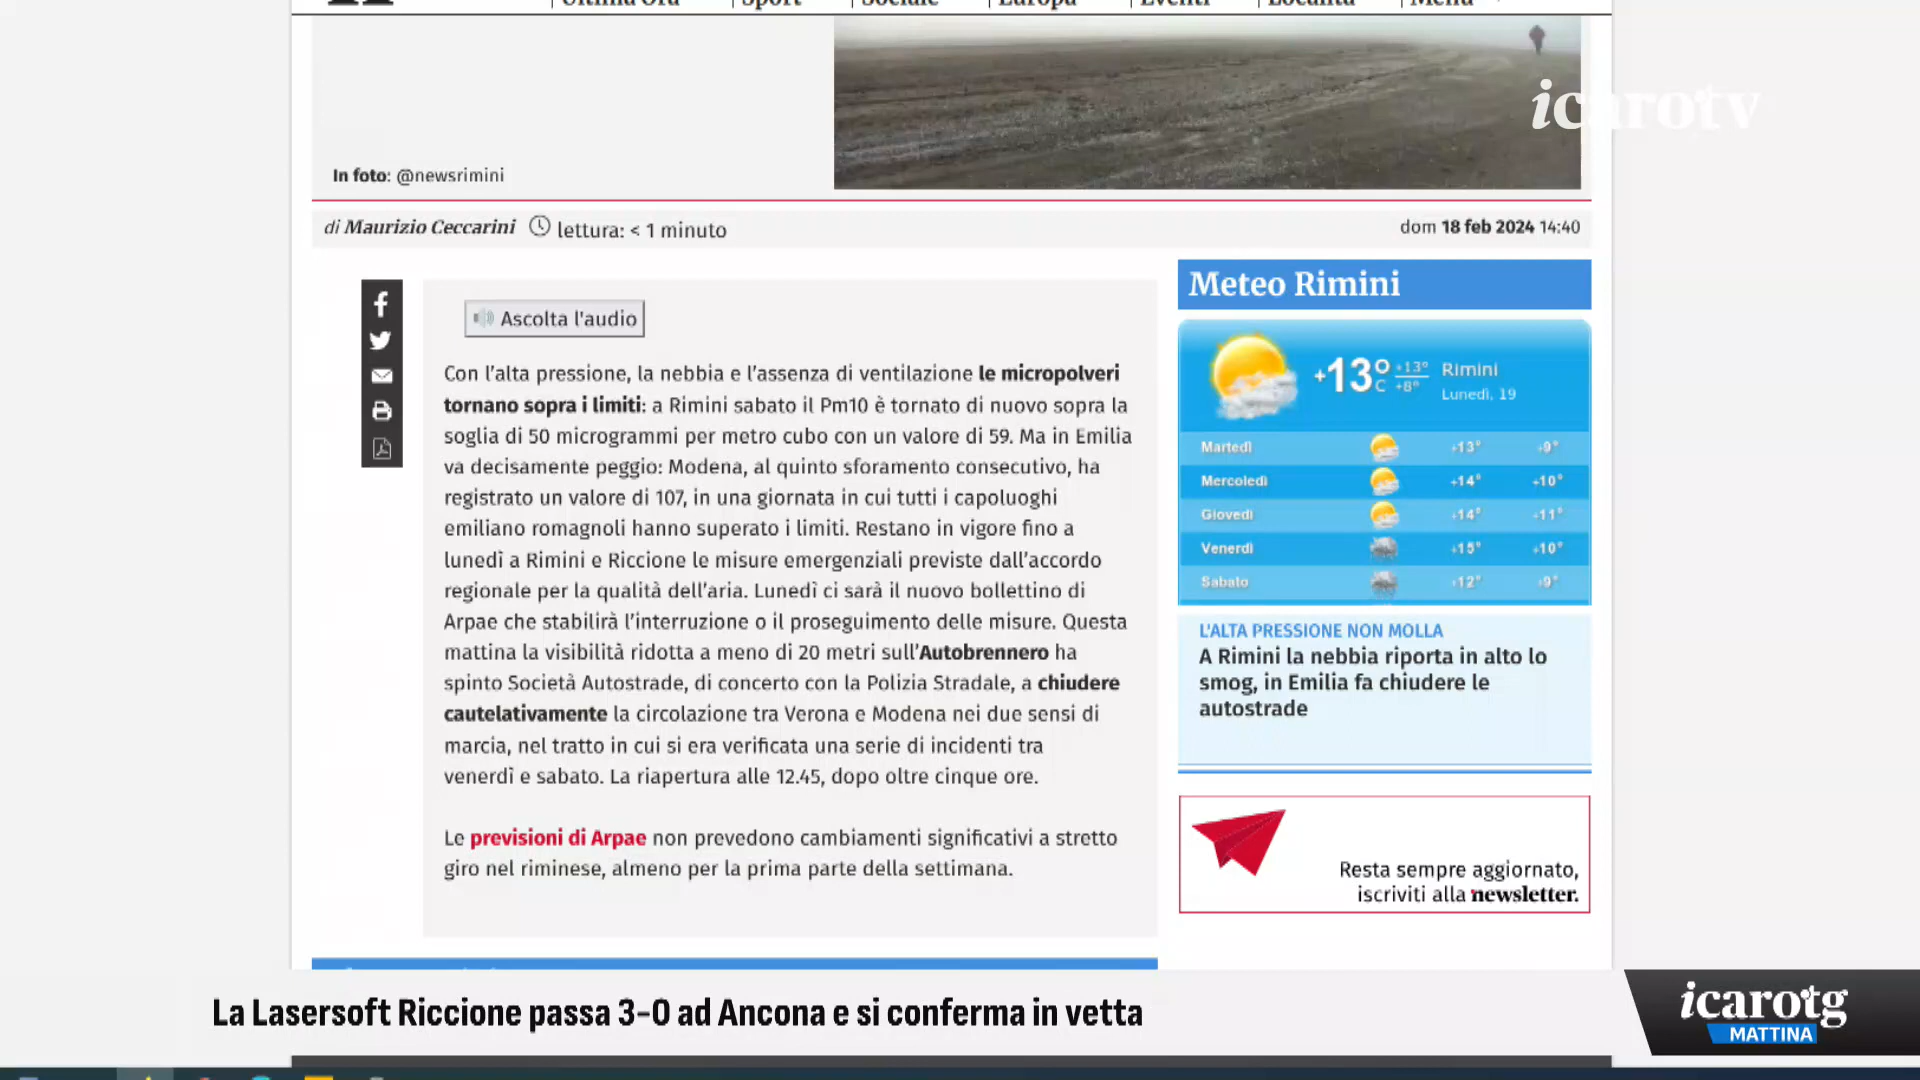 Ultima Ora
Sport
Sociale
Europa
Eventi
Località
Menu
icarotv
In foto: @newsrimini
di Maurizio Ceccarini lettura: < 1 minuto
dom 18 feb 2024 14:40
Ascolta l'audio
Con l’alta pressione, la nebbia e l’assenza di ventilazione le micropolveri
tornano sopra i limiti: a Rimini sabato il Pm10 è tornato di nuovo sopra la
soglia di 50 microgrammi per metro cubo con un valore di 59. Ma in Emilia
va decisamente peggio: Modena, al quinto sforamento consecutivo, ha
registrato un valore di 107, in una giornata in cui tutti i capoluoghi
emiliano romagnoli hanno superato i limiti. Restano in vigore fino a
lunedì a Rimini e Riccione le misure emergenziali previste dall’accordo
regionale per la qualità dell’aria. Lunedì ci sarà il nuovo bollettino di
Arpae che stabilirà l’interruzione o il proseguimento delle misure. Questa
mattina la visibilità ridotta a meno di 20 metri sull’Autobrennero ha
spinto Società Autostrade, di concerto con la Polizia Stradale, a chiudere
cautelativamente la circolazione tra Verona e Modena nei due sensi di
marcia, nel tratto in cui si era verificata una serie di incidenti tra
venerdì e sabato. La riapertura alle 12.45, dopo oltre cinque ore.
Le previsioni di Arpae non prevedono cambiamenti significativi a stretto
giro nel riminese, almeno per la prima parte della settimana.
Meteo Rimini
+13°C +13° +8° Rimini
Lunedì, 19
Martedì +13° +9°
Mercoledì +14° +10°
Giovedì +14° +11°
Venerdì +15° +10°
Sabato +12° +9°
L'ALTA PRESSIONE NON MOLLA
A Rimini la nebbia riporta in alto lo
smog, in Emilia fa chiudere le
autostrade
Resta sempre aggiornato,
iscriviti alla newsletter.
La Lasersoft Riccione passa 3-0 ad Ancona e si conferma in vetta
icarotg
MATTINA